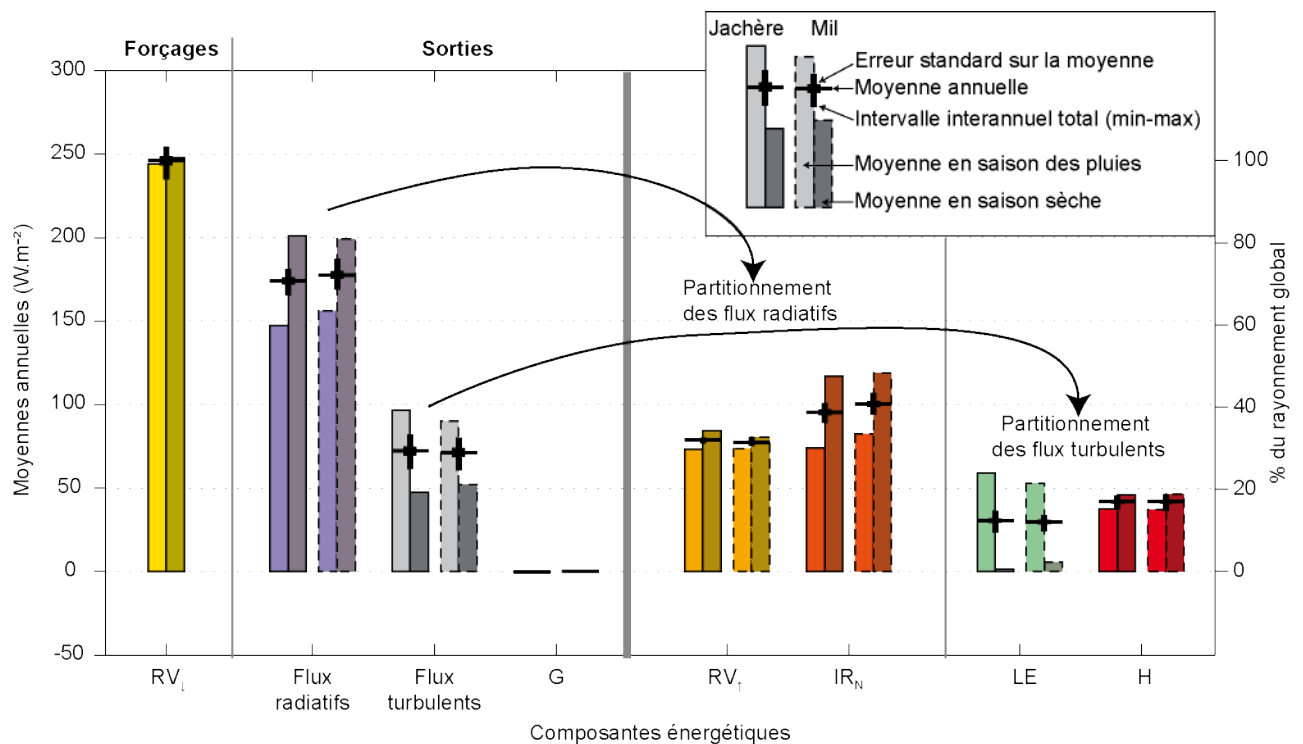 Forçages
Sorties
Jachère
Mil
Erreur standard sur la moyenne
Moyenne annuelle
Intervalle interannuel total (min-max)
Moyenne en saison des pluies
Moyenne en saison sèche
300
250
200
150
100
50
0
-50
Moyennes annuelles (W.m⁻²)
100
80
60
40
20
0
% du rayonnement global
Partitionnement
des flux radiatifs
Partitionnement
des flux turbulents
RV↓
Flux
radiatifs
Flux
turbulents
G
RV↑
IR_N
LE
H
Composantes énergétiques